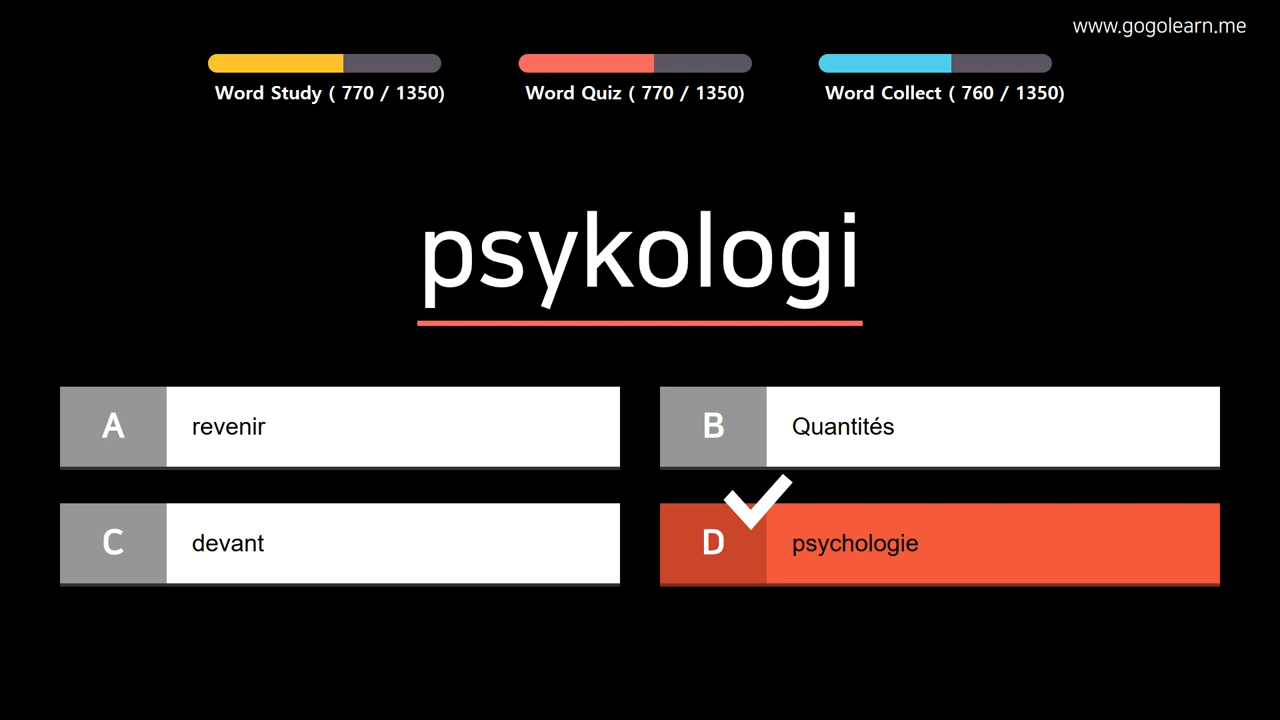 www.gogolearn.me
Word Study ( 770 / 1350) Word Quiz ( 770 / 1350) Word Collect ( 760 / 1350)
psykologi
A revenir
B Quantités
C devant
D psychologie